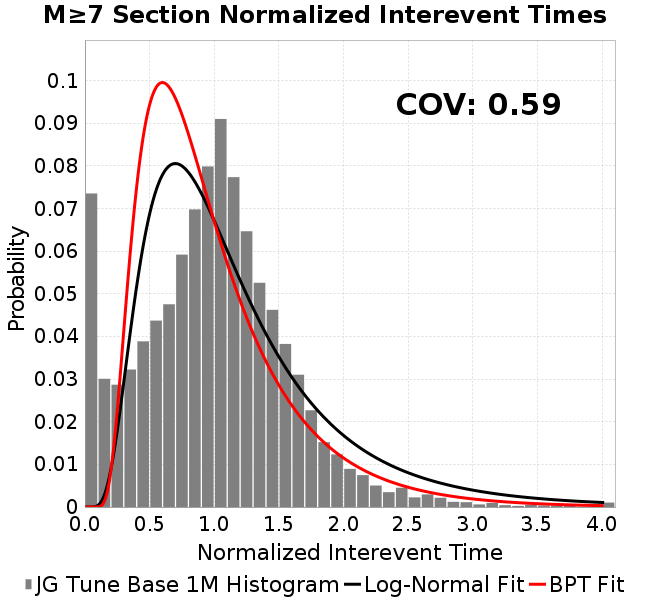 M≥7 Section Normalized Interevent Times
COV: 0.59
Probability
0.1
0.09
0.08
0.07
0.06
0.05
0.04
0.03
0.02
0.01
0
0.0 0.5 1.0 1.5 2.0 2.5 3.0 3.5 4.0
Normalized Interevent Time
JG Tune Base 1M Histogram Log-Normal Fit BPT Fit